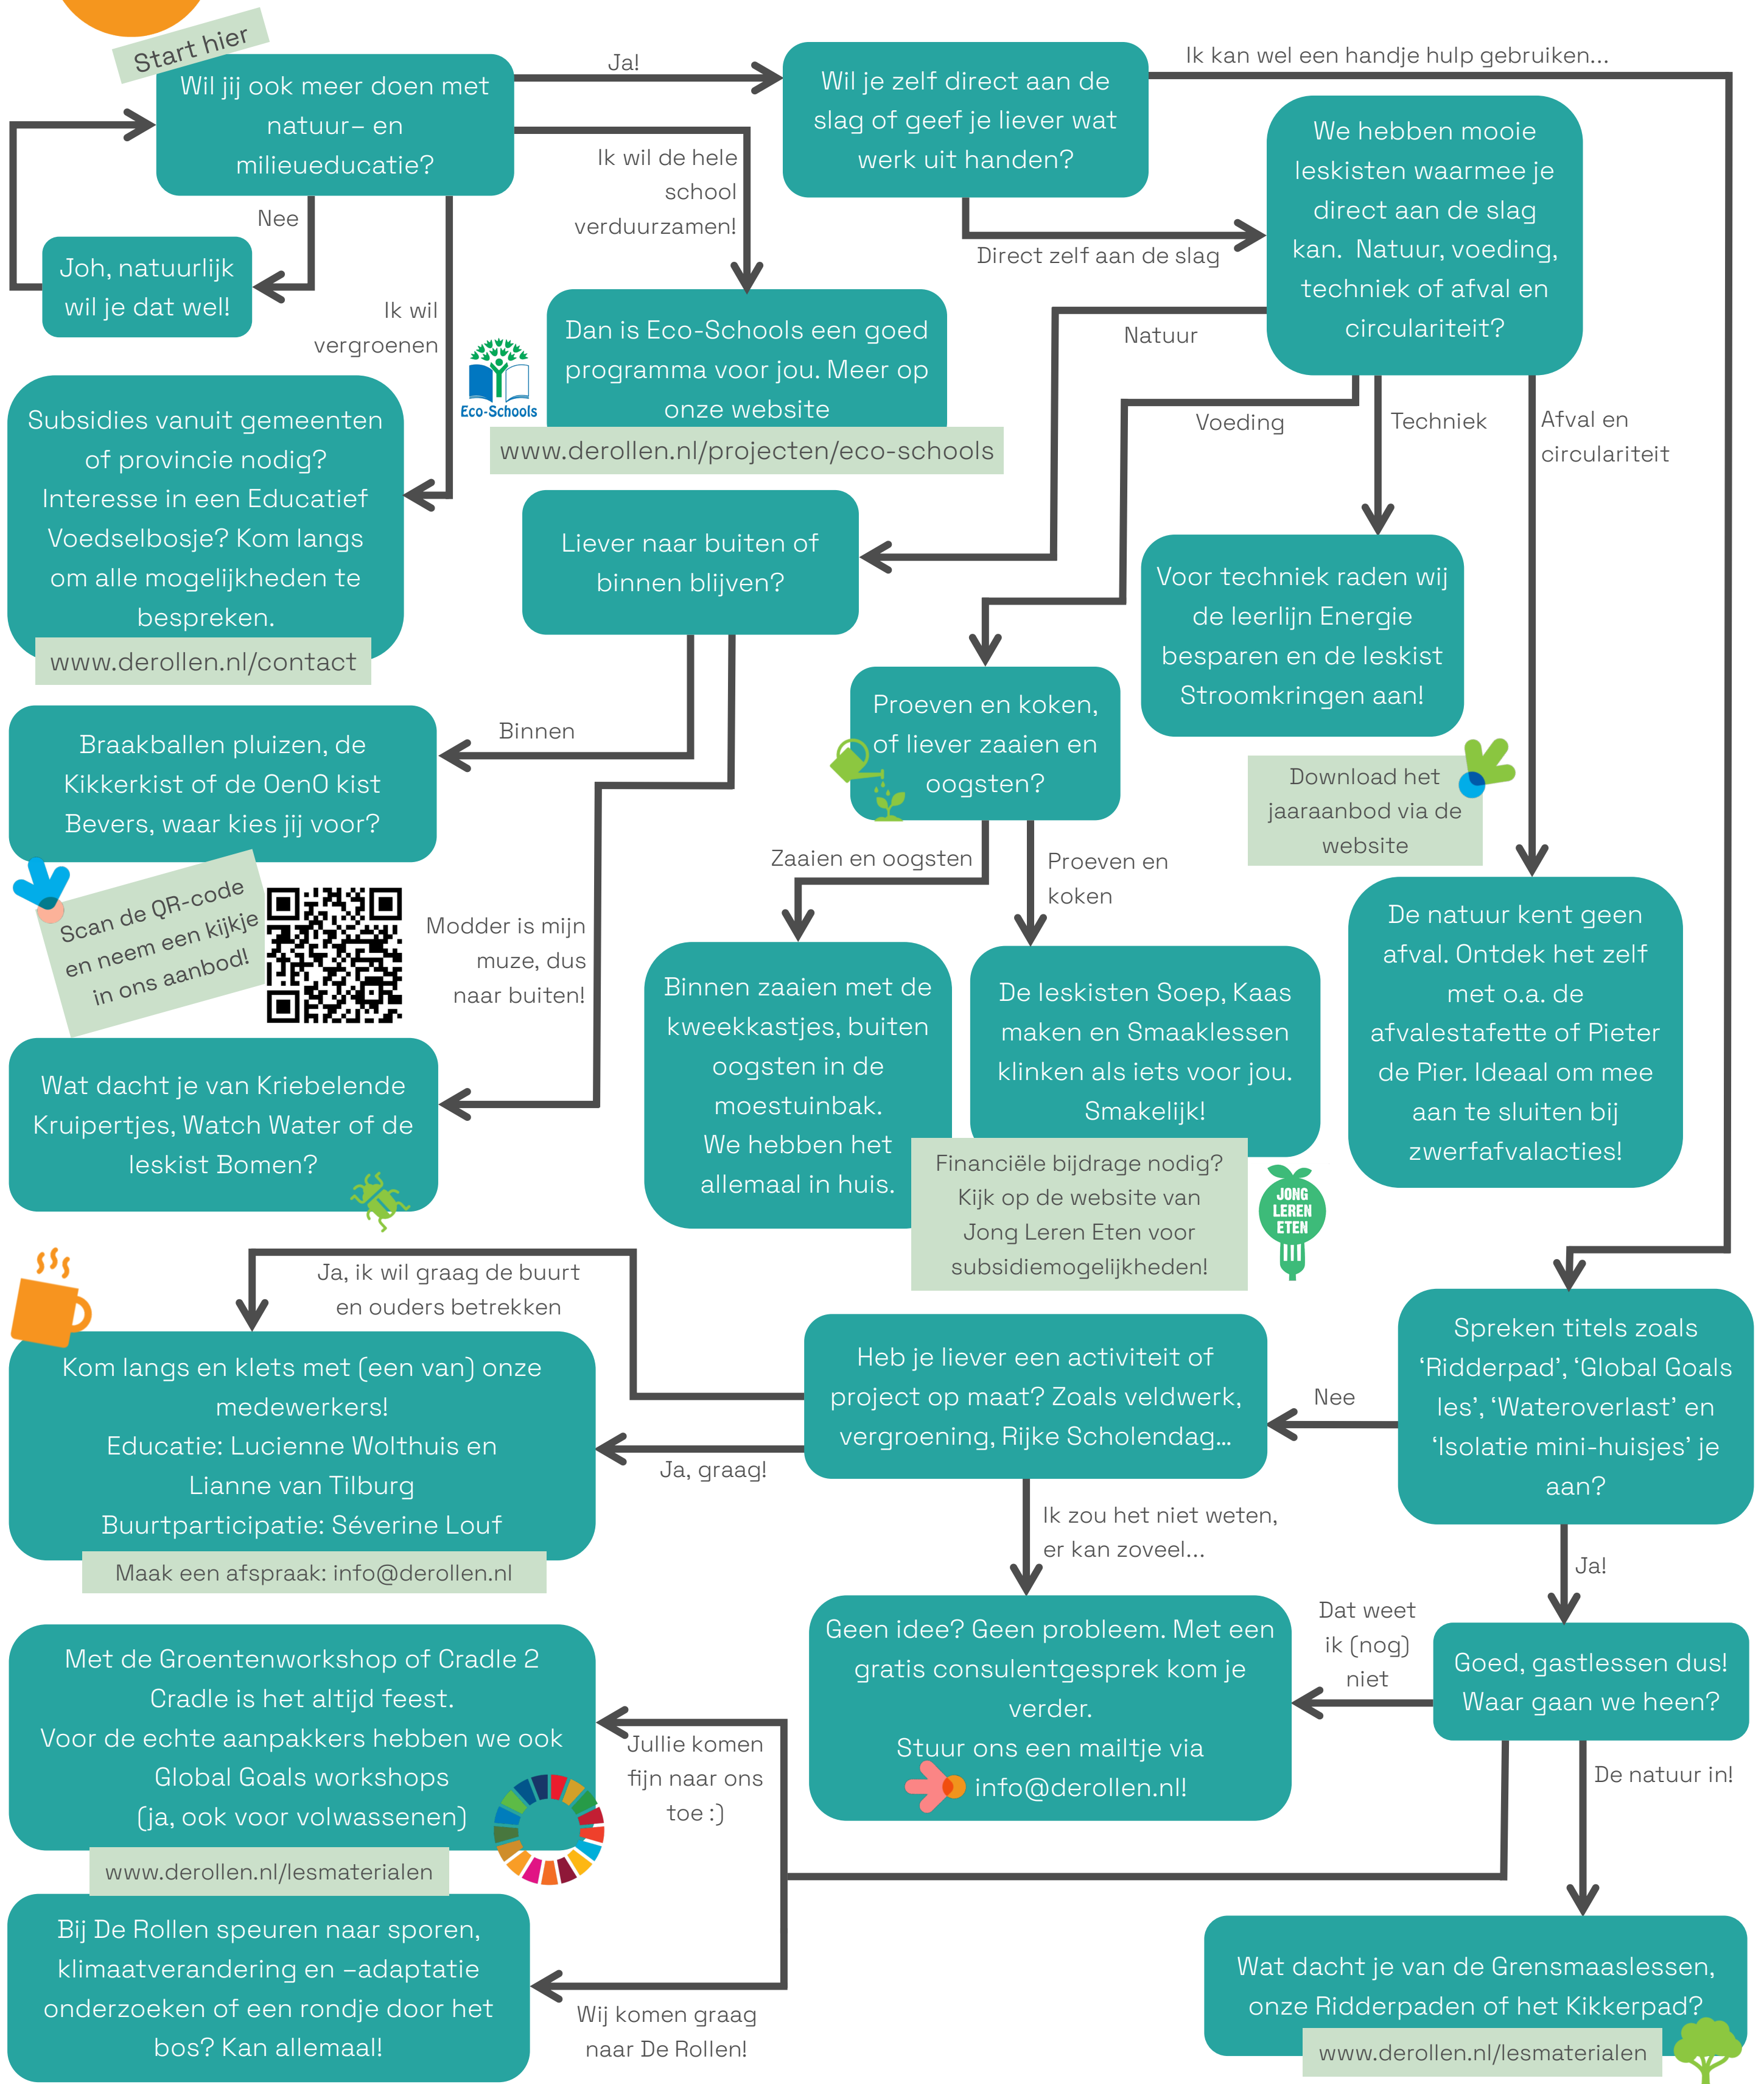 Start hier
Wil jij ook meer doen met
natuur– en
milieueducatie?
Ja!
Wil je zelf direct aan de
slag of geef je liever wat
werk uit handen?
Ik kan wel een handje hulp gebruiken...
Nee
Joh, natuurlijk
wil je dat wel!
Ik wil de hele
school
verduurzamen!
Direct zelf aan de slag
We hebben mooie
leskisten waarmee je
direct aan de slag
kan. Natuur, voeding,
techniek of afval en
circulariteit?
Ik wil
vergroenen
Eco-Schools
Dan is Eco-Schools een goed
programma voor jou. Meer op
onze website
www.derollen.nl/projecten/eco-schools
Natuur
Voeding
Techniek
Afval en
circulariteit
Subsidies vanuit gemeenten
of provincie nodig?
Interesse in een Educatief
Voedselbosje? Kom langs
om alle mogelijkheden te
bespreken.
www.derollen.nl/contact
Liever naar buiten of
binnen blijven?
Voor techniek raden wij
de leerlijn Energie
besparen en de leskist
Stroomkringen aan!
Proeven en koken,
of liever zaaien en
oogsten?
Binnen
Braakballen pluizen, de
Kikkerkist of de OenO kist
Bevers, waar kies jij voor?
Download het
jaaraanbod via de
website
Zaaien en oogsten
Proeven en
koken
Scan de QR-code
en neem een kijkje
in ons aanbod!
Modder is mijn
muze, dus
naar buiten!
Binnen zaaien met de
kweekkastjes, buiten
oogsten in de
moestuinbak.
We hebben het
allemaal in huis.
De leskisten Soep, Kaas
maken en Smaaklessen
klinken als iets voor jou.
Smakelijk!
De natuur kent geen
afval. Ontdek het zelf
met o.a. de
afvalestafette of Pieter
de Pier. Ideaal om mee
aan te sluiten bij
zwerfafvalacties!
Wat dacht je van Kriebelende
Kruipertjes, Watch Water of de
leskist Bomen?
Financiële bijdrage nodig?
Kijk op de website van
Jong Leren Eten voor
subsidiemogelijkheden!
JONG
LEREN
ETEN
Ja, ik wil graag de buurt
en ouders betrekken
Kom langs en klets met (een van) onze
medewerkers!
Educatie: Lucienne Wolthuis en
Lianne van Tilburg
Buurtparticipatie: Séverine Louf
Maak een afspraak: info@derollen.nl
Ja, graag!
Heb je liever een activiteit of
project op maat? Zoals veldwerk,
vergroening, Rijke Scholendag...
Nee
Spreken titels zoals
‘Ridderpad’, ‘Global Goals
les’, ‘Wateroverlast’ en
‘Isolatie mini-huisjes’ je
aan?
Ik zou het niet weten,
er kan zoveel...
Ja!
Geen idee? Geen probleem. Met een
gratis consulentgesprek kom je
verder.
Stuur ons een mailtje via
info@derollen.nl!
Dat weet
ik (nog)
niet
Goed, gastlessen dus!
Waar gaan we heen?
Met de Groentenworkshop of Cradle 2
Cradle is het altijd feest.
Voor de echte aanpakkers hebben we ook
Global Goals workshops
(ja, ook voor volwassenen)
www.derollen.nl/lesmaterialen
Jullie komen
fijn naar ons
toe :)
De natuur in!
Bij De Rollen speuren naar sporen,
klimaatverandering en –adaptatie
onderzoeken of een rondje door het
bos? Kan allemaal!
Wij komen graag
naar De Rollen!
Wat dacht je van de Grensmaaslessen,
onze Ridderpaden of het Kikkerpad?
www.derollen.nl/lesmaterialen